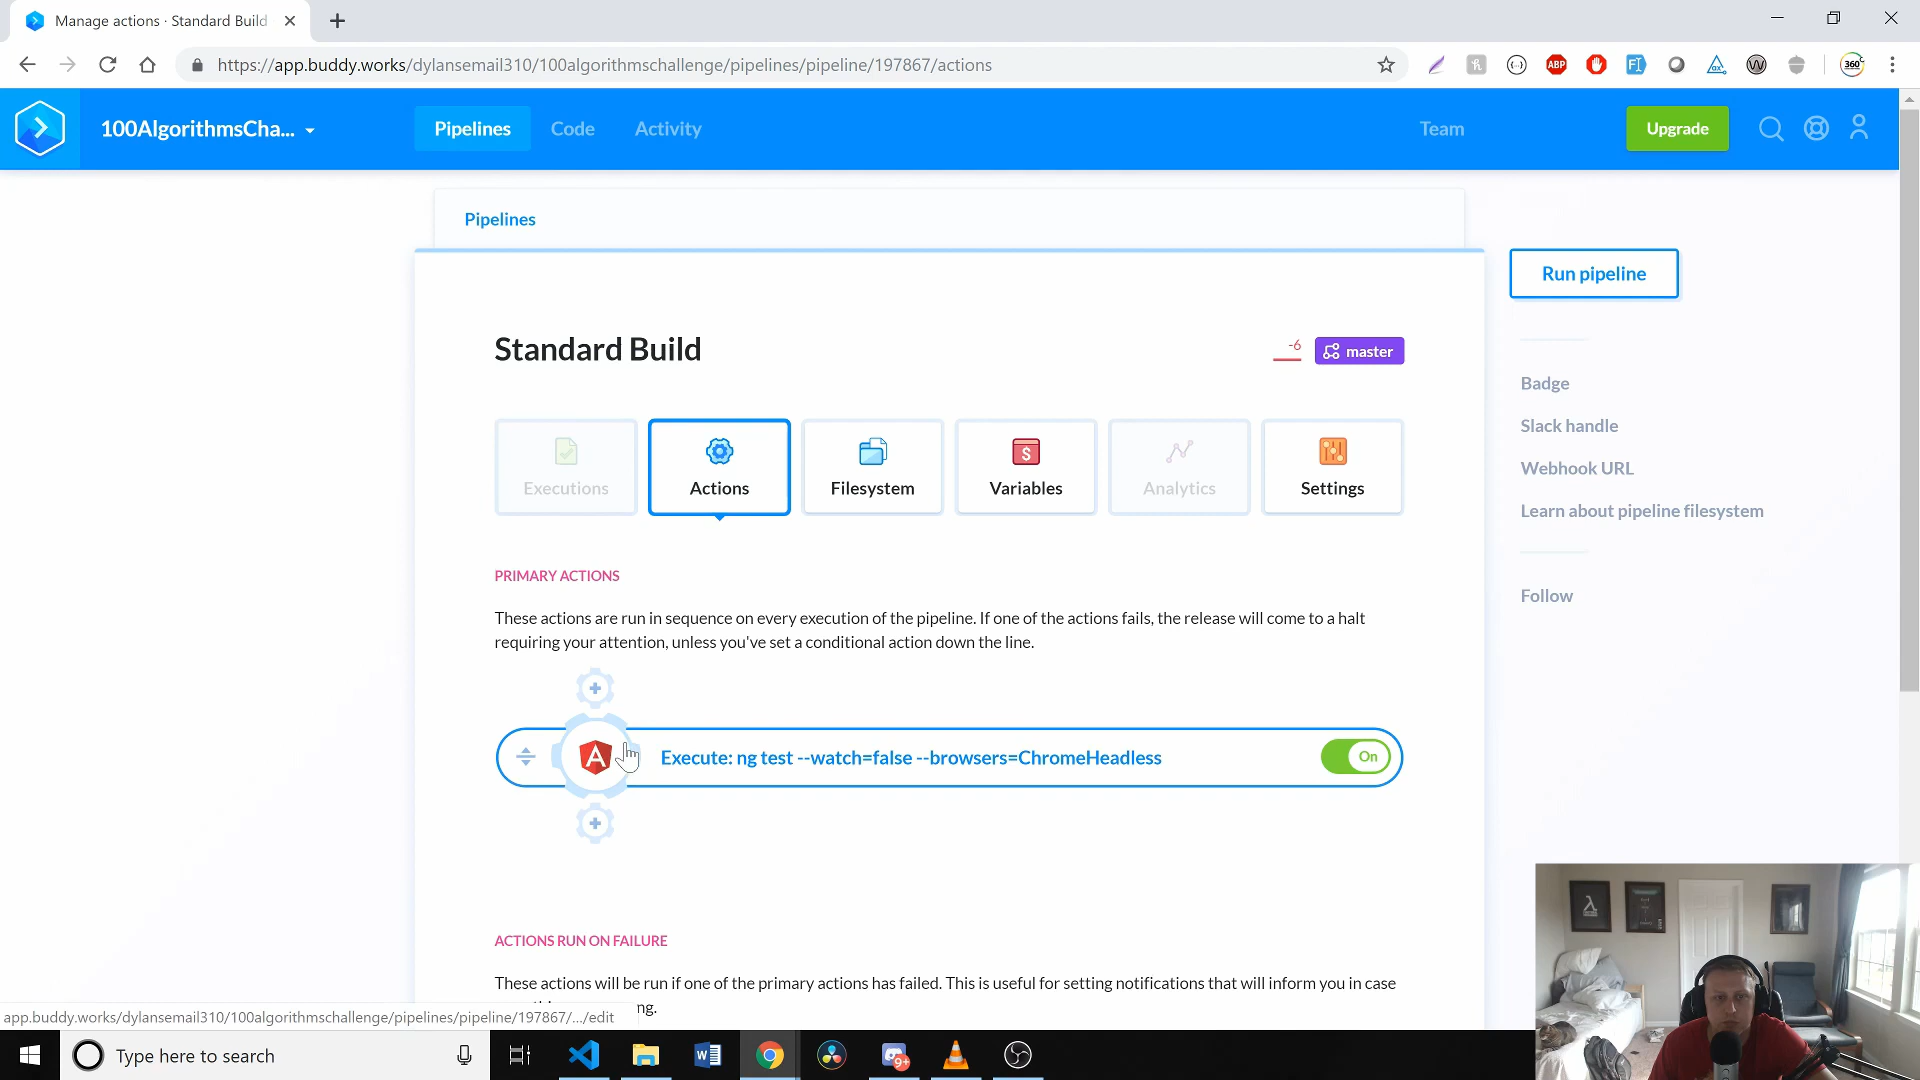 Manage actions · Standard Build
https://app.buddy.works/dylansemail310/100algorithmschallenge/pipelines/pipeline/197867/actions
ABP
360°
100AlgorithmsCha...
Pipelines
Code
Activity
Team
Upgrade
Pipelines
Run pipeline
Standard Build
-6
master
Badge
Slack handle
Webhook URL
Learn about pipeline filesystem
Follow
Executions
Actions
Filesystem
Variables
Analytics
Settings
PRIMARY ACTIONS
These actions are run in sequence on every execution of the pipeline. If one of the actions fails, the release will come to a halt
requiring your attention, unless you've set a conditional action down the line.
Execute: ng test --watch=false --browsers=ChromeHeadless
On
ACTIONS RUN ON FAILURE
These actions will be run if one of the primary actions has failed. This is useful for setting notifications that will inform you in case
ng.
app.buddy.works/dylansemail310/100algorithmschallenge/pipelines/pipeline/197867/.../edit
Type here to search
9+